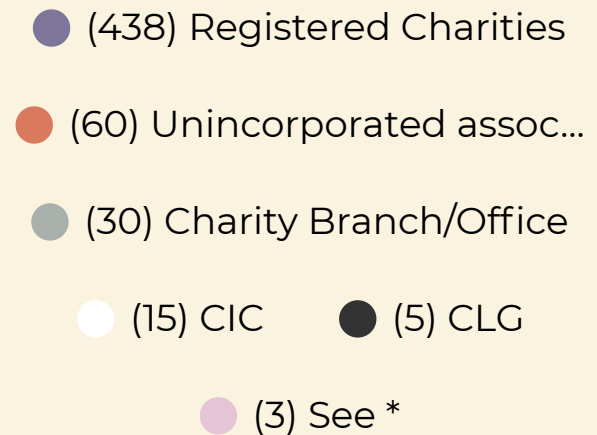 (438) Registered Charities
(60) Unincorporated assoc...
(30) Charity Branch/Office
(15) CIC (5) CLG
(3) See *